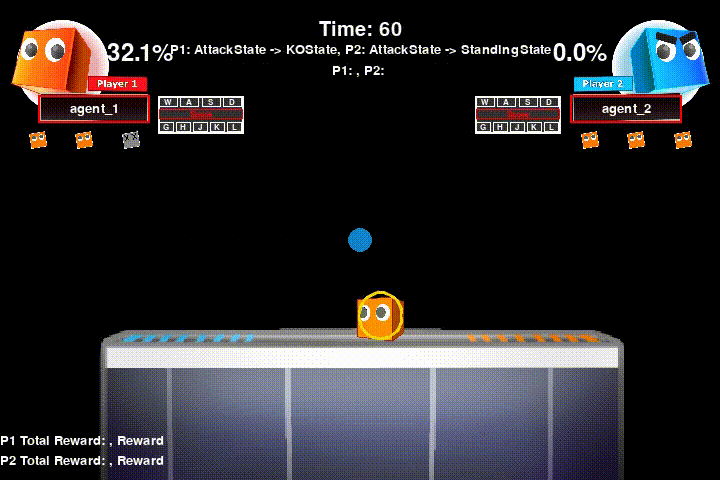 Time: 60
32.1% P1: AttackState -> KOState, P2: AttackState -> StandingState 0.0%
P1: , P2:
Player 1
Player 2
agent_1
agent_2
W A S D
W A S D
G H J K L
G H J K L
P1 Total Reward: , Reward
P2 Total Reward: , Reward